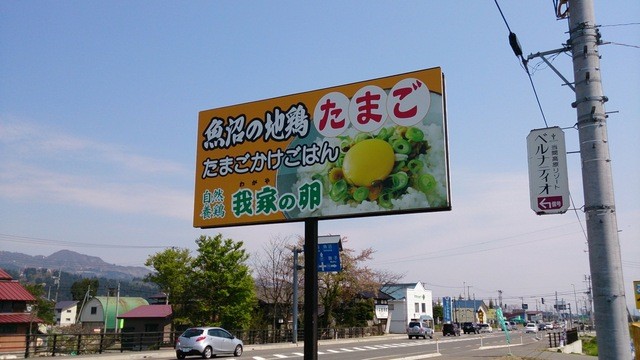 魚沼の地鶏
たまご
たまごかけごはん
自然
養鶏
わがや
我家の卵
当間高原リゾート
ベルナティオ